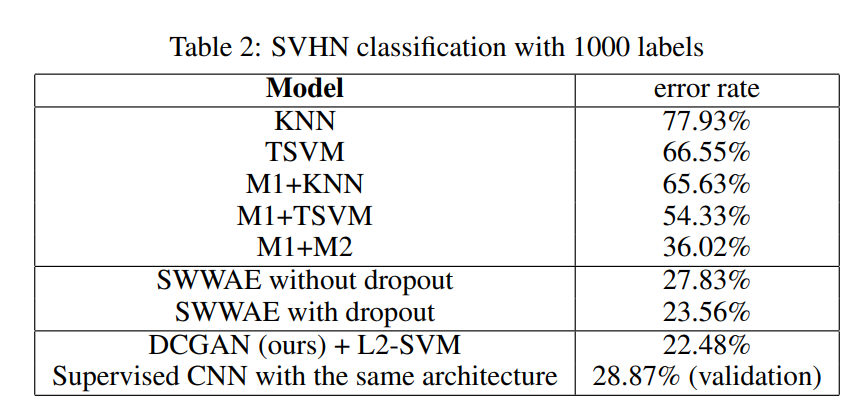 Table 2: SVHN classification with 1000 labels
Model error rate
KNN 77.93%
TSVM 66.55%
M1+KNN 65.63%
M1+TSVM 54.33%
M1+M2 36.02%
SWWAE without dropout 27.83%
SWWAE with dropout 23.56%
DCGAN (ours) + L2-SVM 22.48%
Supervised CNN with the same architecture 28.87% (validation)